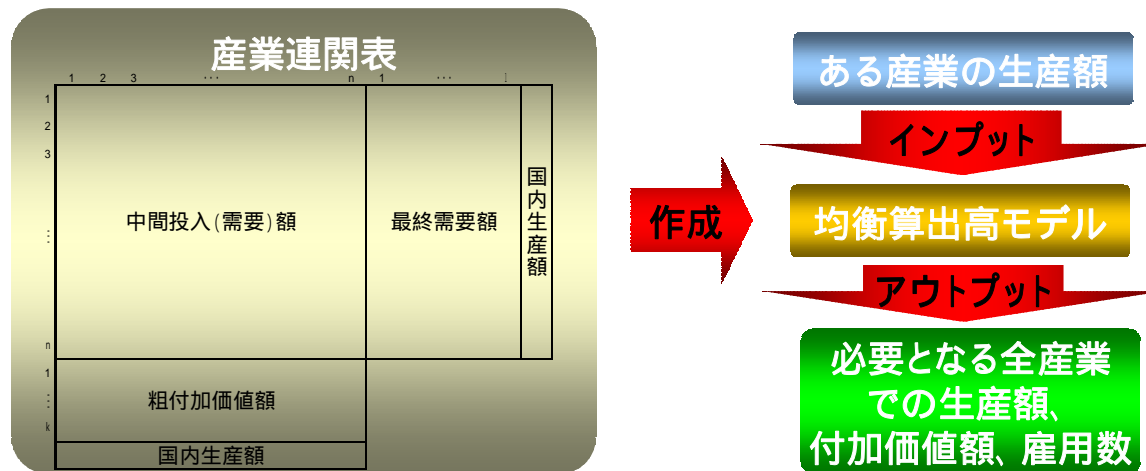 産業連関表
1 2 3 ･･･ n 1 ･･･ l
1
2
3
中間投入(需要)額
最終需要額
国内生産額
⋮
n
1
⋮
k
粗付加価値額
国内生産額
作成
ある産業の生産額
インプット
均衡算出高モデル
アウトプット
必要となる全産業
での生産額、
付加価値額、雇用数